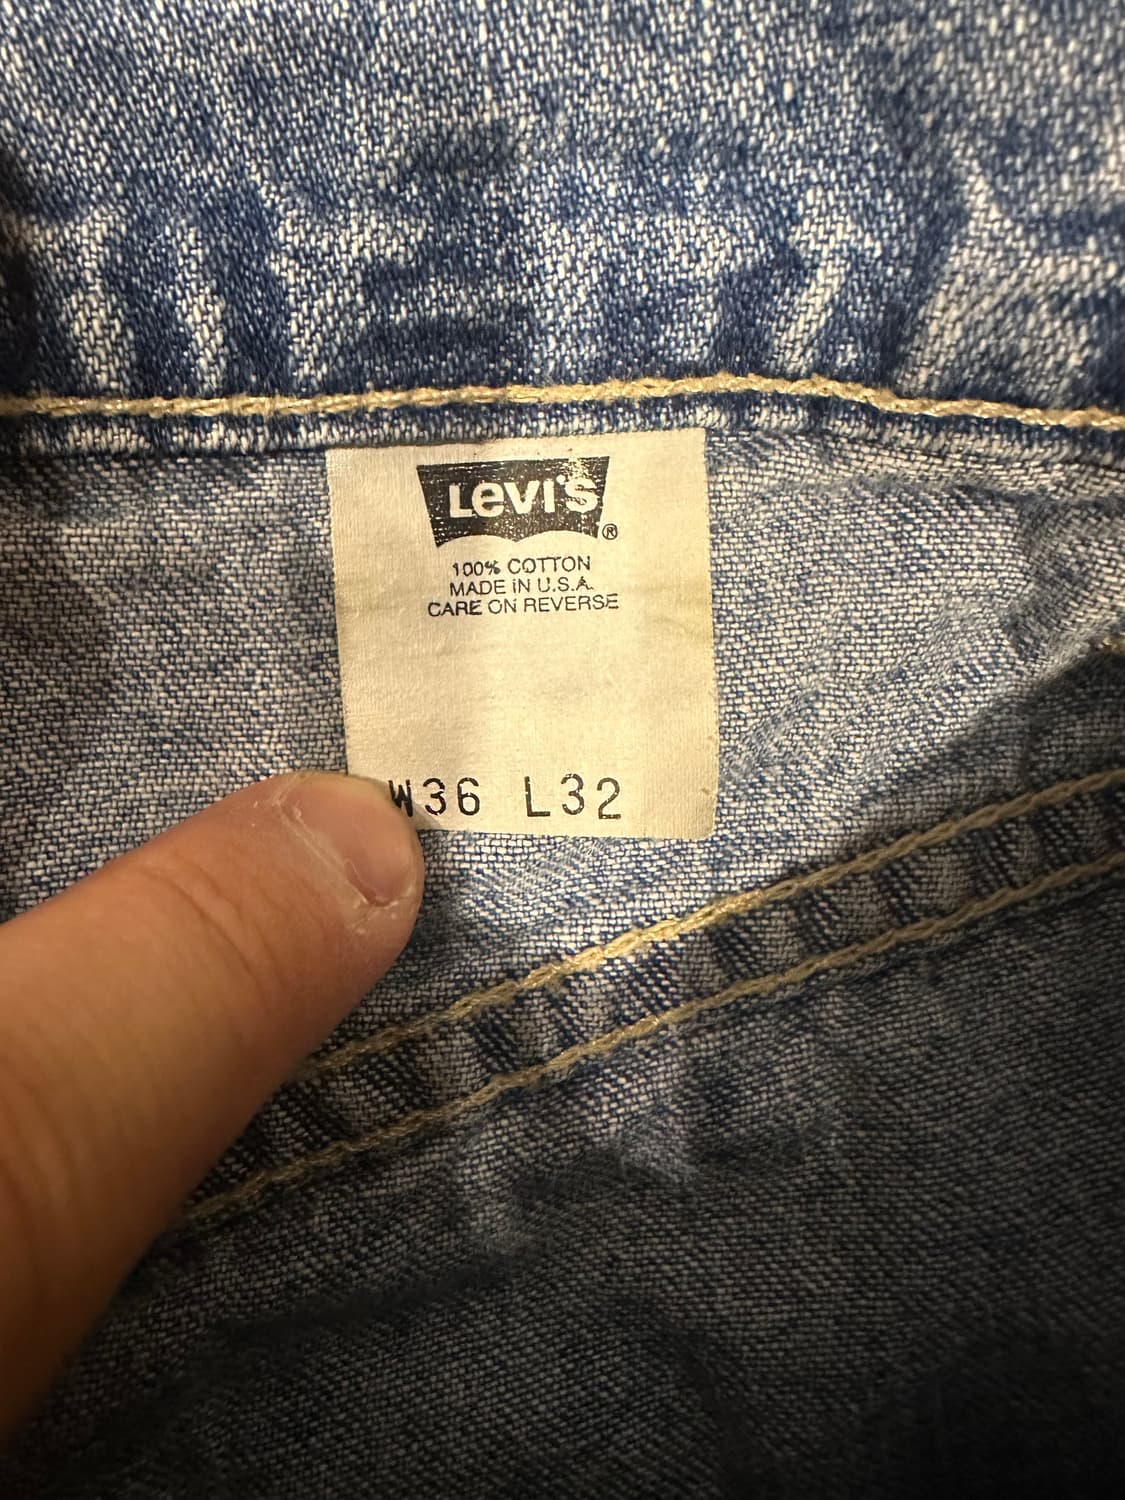 Levi's®
100% COTTON
MADE IN U.S.A.
CARE ON REVERSE
W36 L32